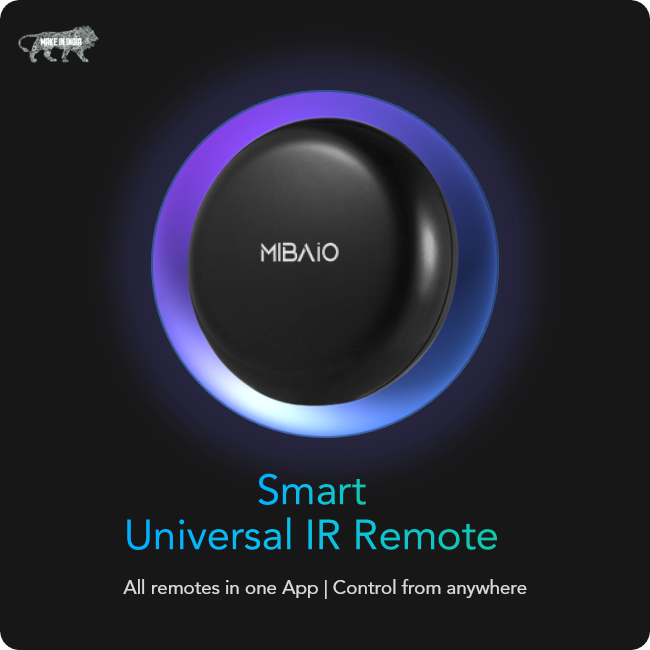 MAKE IN INDIA
MIBAiO
Smart
Universal IR Remote
All remotes in one App | Control from anywhere